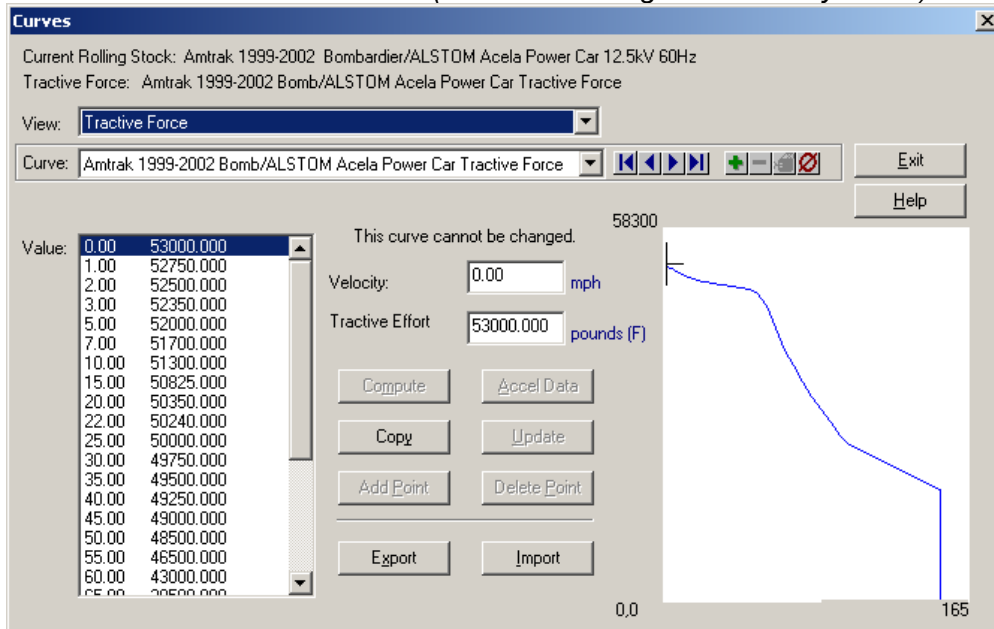 Curves
Current Rolling Stock: Amtrak 1999-2002 Bombardier/ALSTOM Acela Power Car 12.5kV 60Hz
Tractive Force: Amtrak 1999-2002 Bomb/ALSTOM Acela Power Car Tractive Force
View: Tractive Force
Curve: Amtrak 1999-2002 Bomb/ALSTOM Acela Power Car Tractive Force
Exit
Help
Value:
0.00 53000.000
1.00 52750.000
2.00 52500.000
3.00 52350.000
5.00 52000.000
7.00 51700.000
10.00 51300.000
15.00 50825.000
20.00 50350.000
22.00 50240.000
25.00 50000.000
30.00 49750.000
35.00 49500.000
40.00 49250.000
45.00 49000.000
50.00 48500.000
55.00 46500.000
60.00 43000.000
This curve cannot be changed.
Velocity: 0.00 mph
Tractive Effort 53000.000 pounds (F)
Compute Accel Data
Copy Update
Add Point Delete Point
Export Import
58300
0,0 165